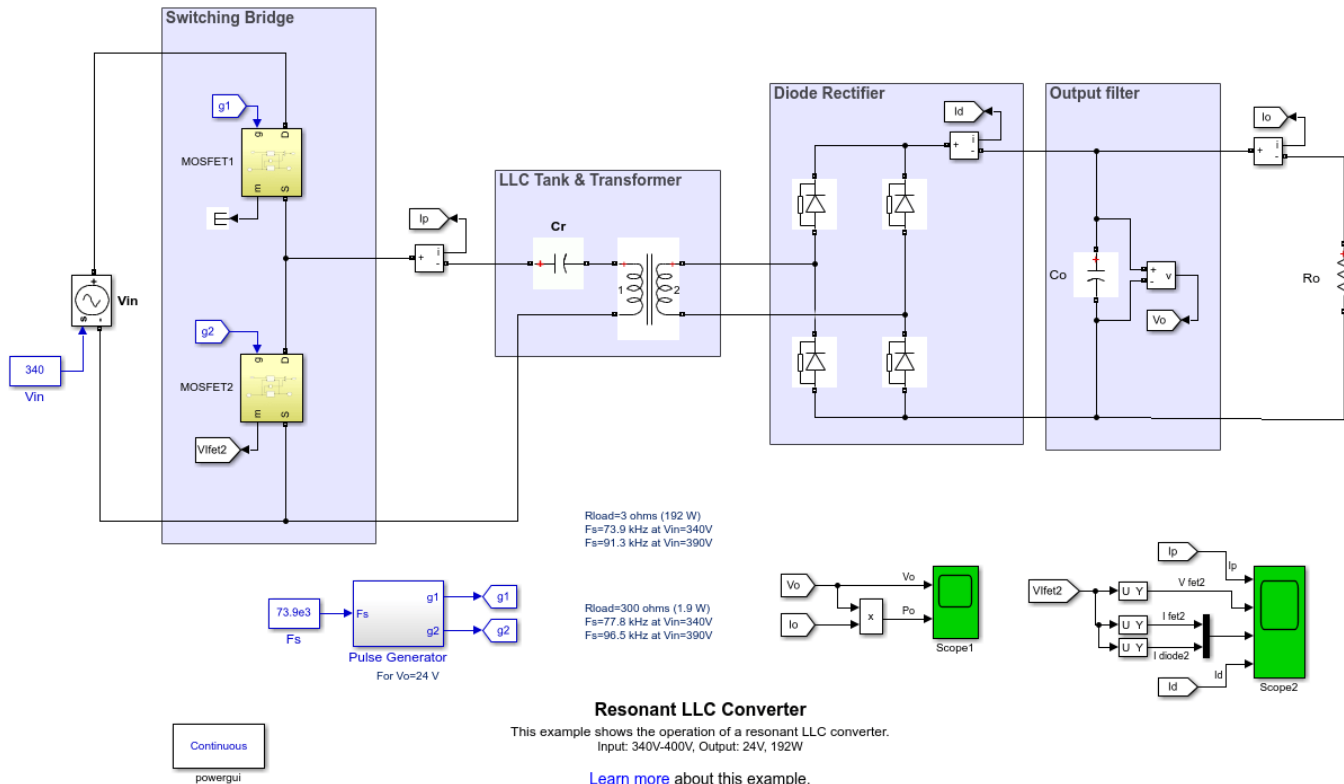 Switching Bridge
g1
g
D
MOSFET1
m
S
Ip
i
+
-
LLC Tank & Transformer
Cr
+
+
+
1
2
Diode Rectifier
Id
i
+
-
Output filter
Io
i
+
-
Co
+
+
-
v
Vo
Ro
+
s
-
Vin
340
Vin
g2
g
D
MOSFET2
m
S
VIfet2
Rload=3 ohms (192 W)
Fs=73.9 kHz at Vin=340V
Fs=91.3 kHz at Vin=390V
73.9e3
Fs
Fs
g1
g2
g1
g2
Pulse Generator
For Vo=24 V
Rload=300 ohms (1.9 W)
Fs=77.8 kHz at Vin=340V
Fs=96.5 kHz at Vin=390V
Vo
Vo
Io
x
Po
Scope1
Ip
Ip
VIfet2
U Y
V fet2
U Y
I fet2
U Y
I diode2
Id
Id
Scope2
Resonant LLC Converter
This example shows the operation of a resonant LLC converter.
Input: 340V-400V, Output: 24V, 192W
Learn more about this example.
Continuous
powergui